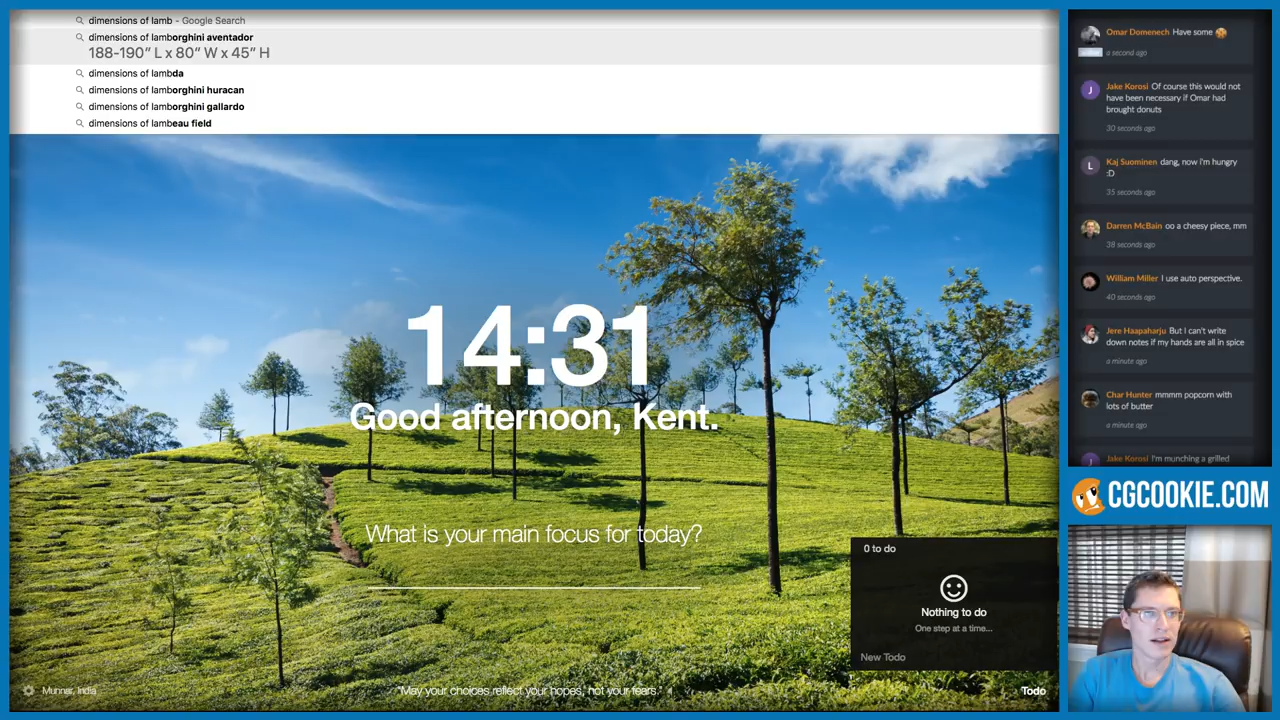 dimensions of lamb - Google Search
dimensions of lamborghini aventador
188-190" L x 80" W x 45" H
dimensions of lambda
dimensions of lamborghini huracan
dimensions of lamborghini gallardo
dimensions of lambeau field
14:31
Good afternoon, Kent.
What is your main focus for today?
0 to do
Nothing to do
One step at a time...
New Todo
Munnar, India
"May your choices reflect your hopes, not your fears."
Todo
Omar Domenech Have some
a second ago
J
Jake Korosi Of course this would not
have been necessary if Omar had
brought donuts
30 seconds ago
L
Kaj Suominen dang, now i'm hungry
:D
35 seconds ago
Darren McBain oo a cheesy piece, mm
38 seconds ago
William Miller I use auto perspective.
40 seconds ago
Jere Haapaharju But I can't write
down notes if my hands are all in spice
a minute ago
Char Hunter mmmm popcorn with
lots of butter
a minute ago
Jake Korosi I'm munching a grilled
CGCOOKIE.COM